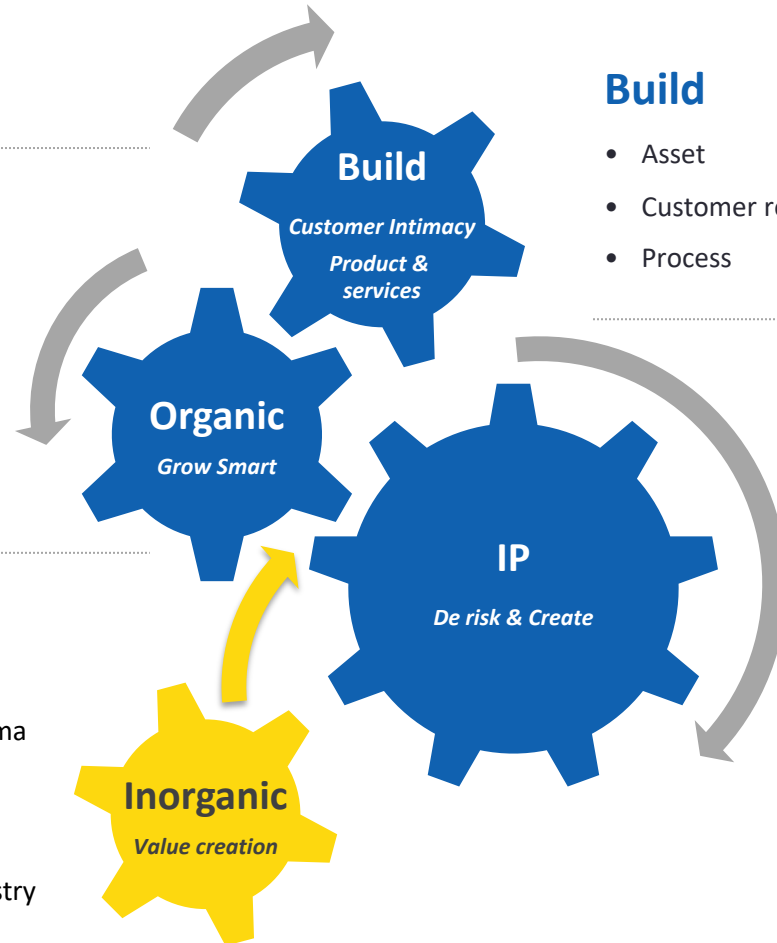 Build
• Asset
• Customer re
• Process
Build
Customer Intimacy
Product &
services
Organic
Grow Smart
IP
De risk & Create
ma
Inorganic
Value creation
stry